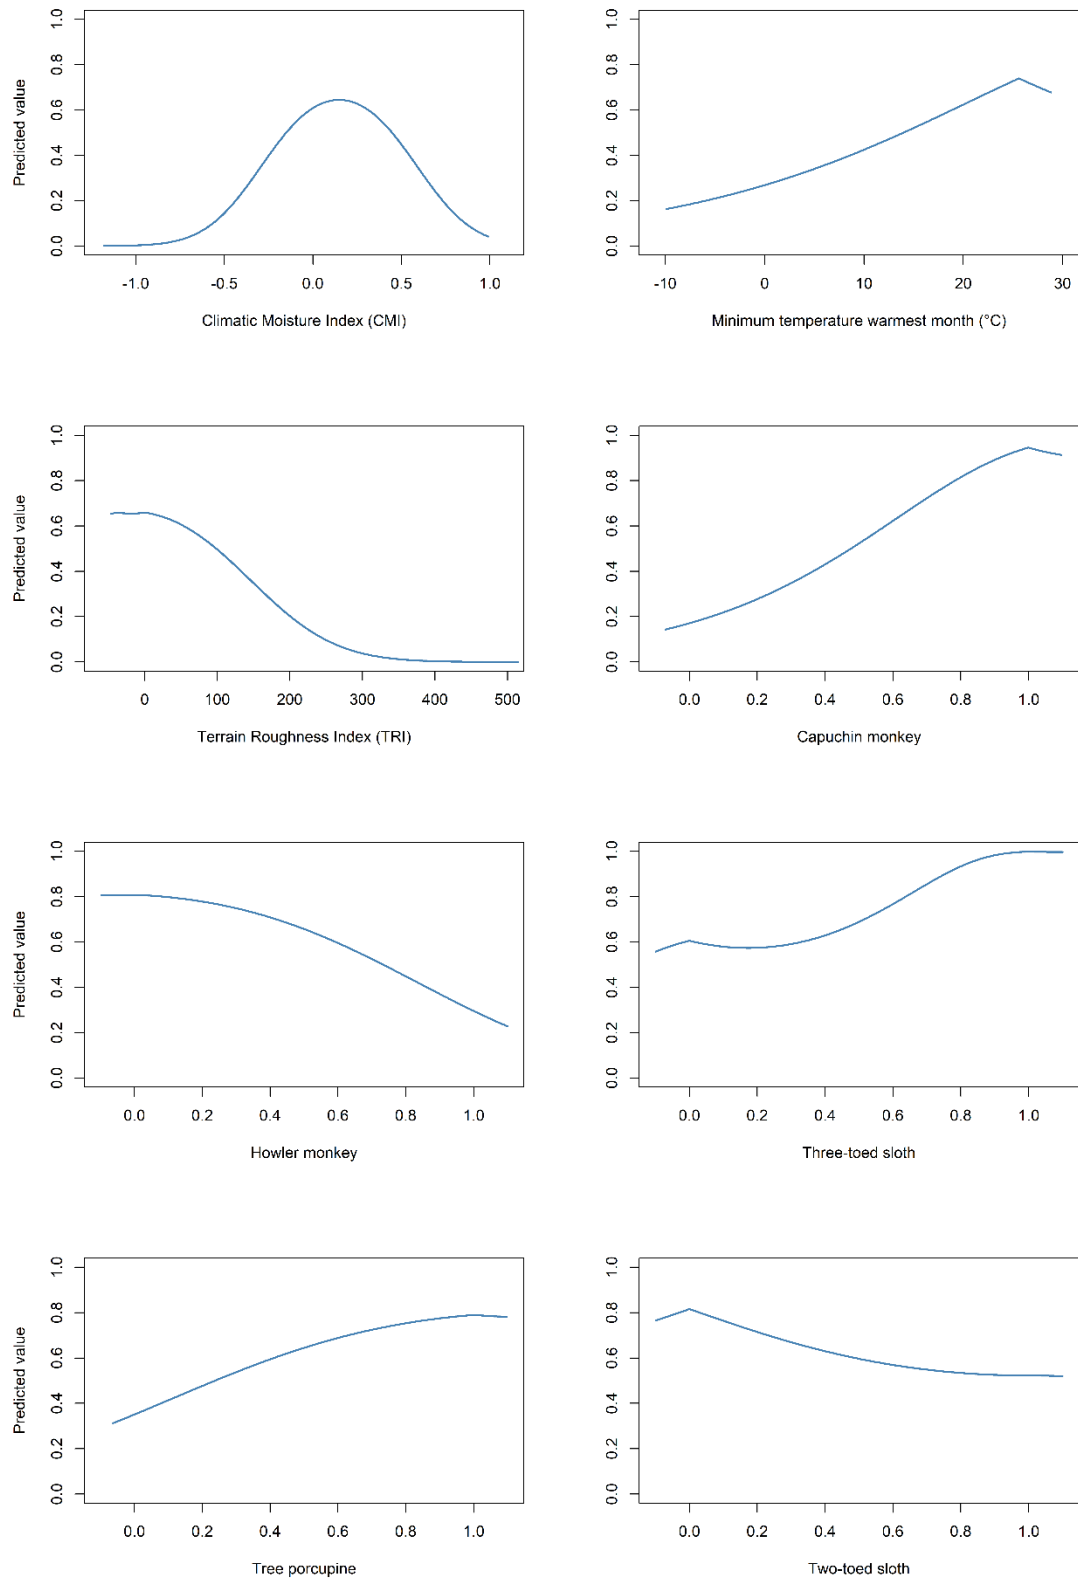 Predicted value
0.0 0.2 0.4 0.6 0.8 1.0
-1.0 -0.5 0.0 0.5 1.0
Climatic Moisture Index (CMI)
0.0 0.2 0.4 0.6 0.8 1.0
-10 0 10 20 30
Minimum temperature warmest month (°C)
Predicted value
0.0 0.2 0.4 0.6 0.8 1.0
0 100 200 300 400 500
Terrain Roughness Index (TRI)
0.0 0.2 0.4 0.6 0.8 1.0
0.0 0.2 0.4 0.6 0.8 1.0
Capuchin monkey
Predicted value
0.0 0.2 0.4 0.6 0.8 1.0
0.0 0.2 0.4 0.6 0.8 1.0
Howler monkey
0.0 0.2 0.4 0.6 0.8 1.0
0.0 0.2 0.4 0.6 0.8 1.0
Three-toed sloth
Predicted value
0.0 0.2 0.4 0.6 0.8 1.0
0.0 0.2 0.4 0.6 0.8 1.0
Tree porcupine
0.0 0.2 0.4 0.6 0.8 1.0
0.0 0.2 0.4 0.6 0.8 1.0
Two-toed sloth